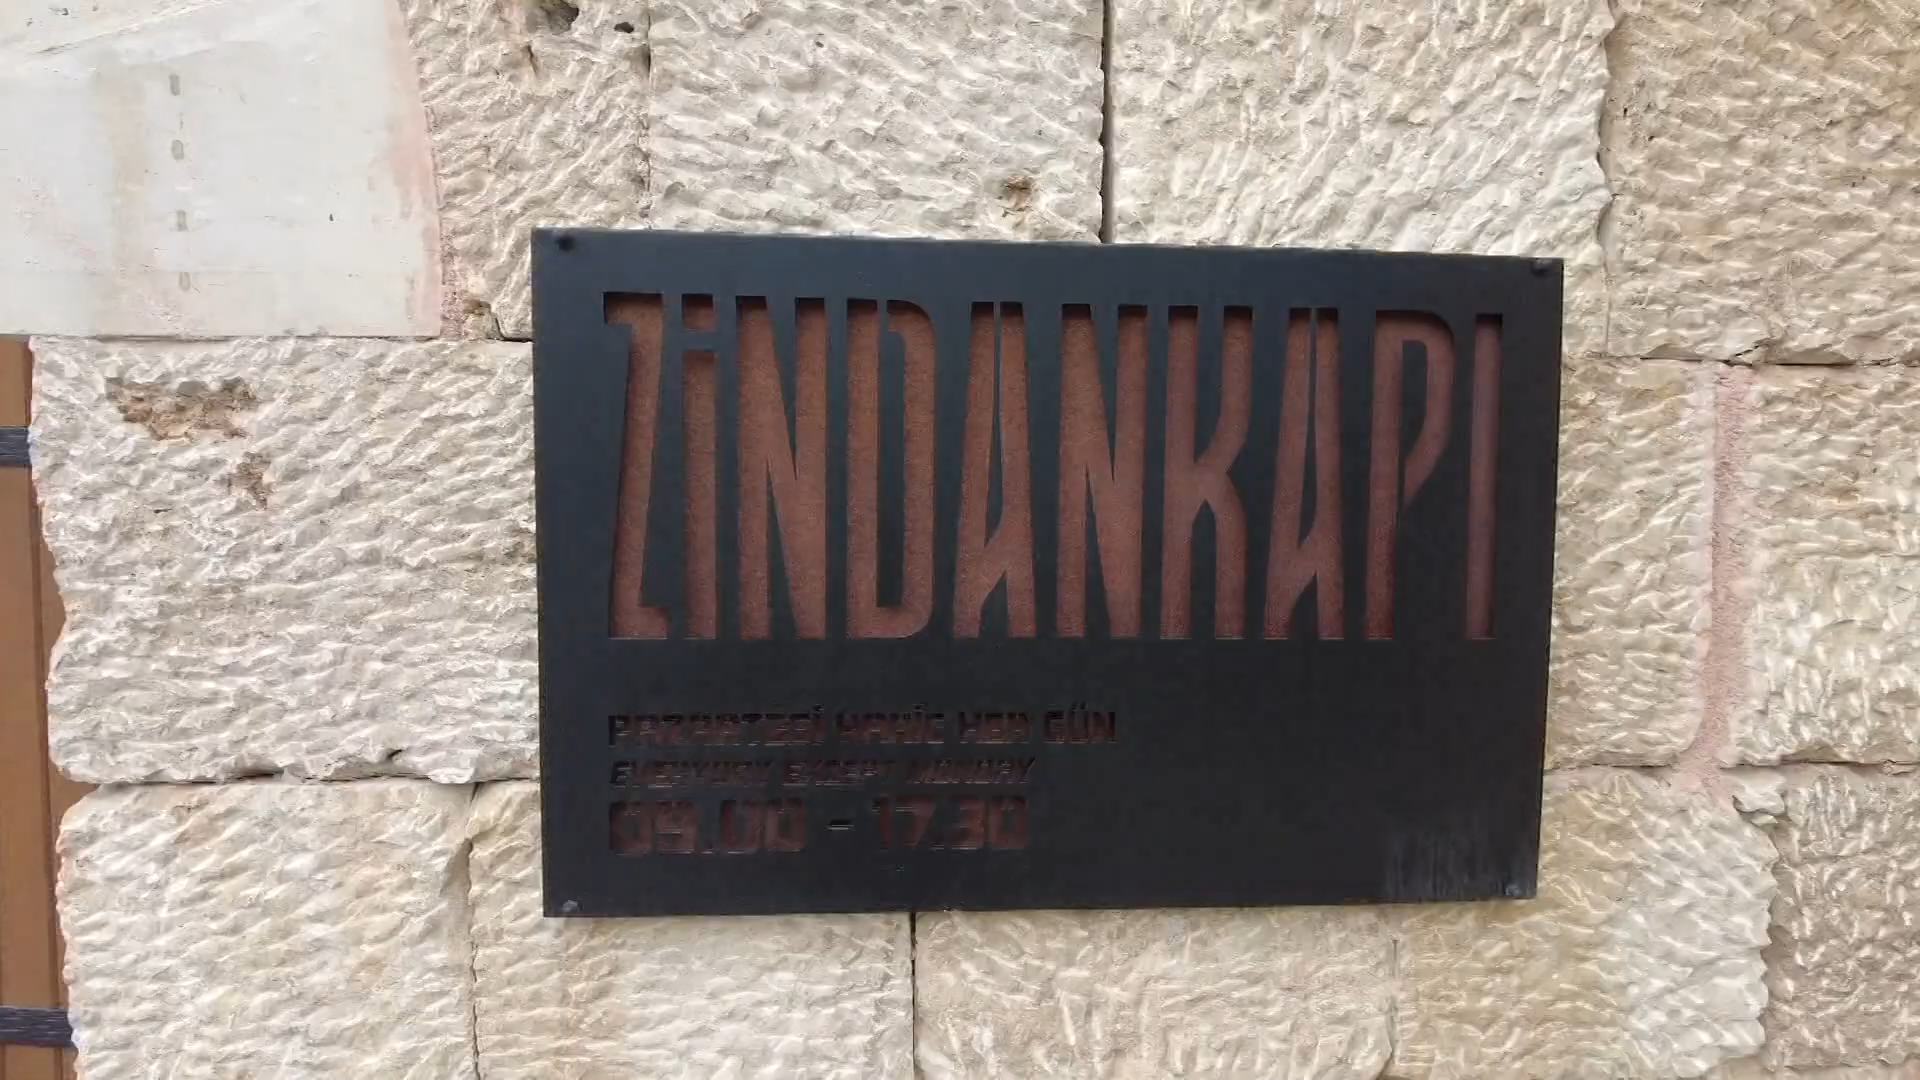 ZİNDANKAPI
PAZARTESİ HARİÇ HER GÜN
EVERYDAY EXCEPT MONDAY
09.00 - 17.30